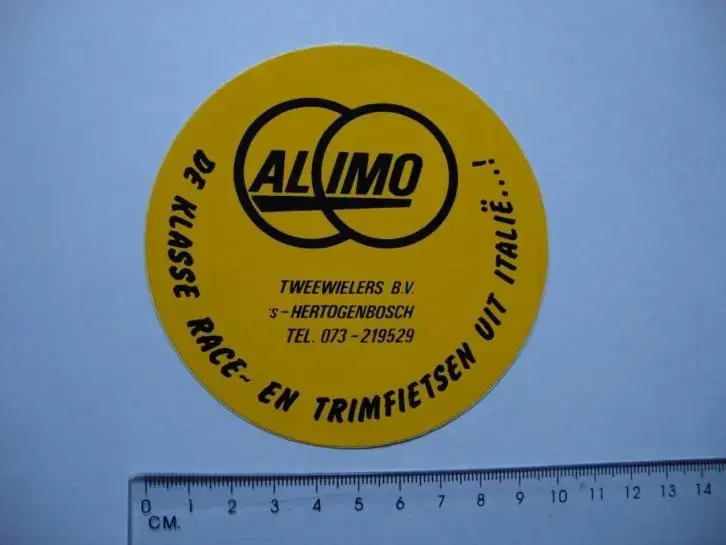 ALIMO
TWEEWIELERS B.V.
's-HERTOGENBOSCH
TEL. 073-219529
DE KLASSE RACE- EN TRIMFIETSEN UIT ITALIË...!
0 1 2 3 4 5 6 7 8 9 10 11 12 13 14
CM.